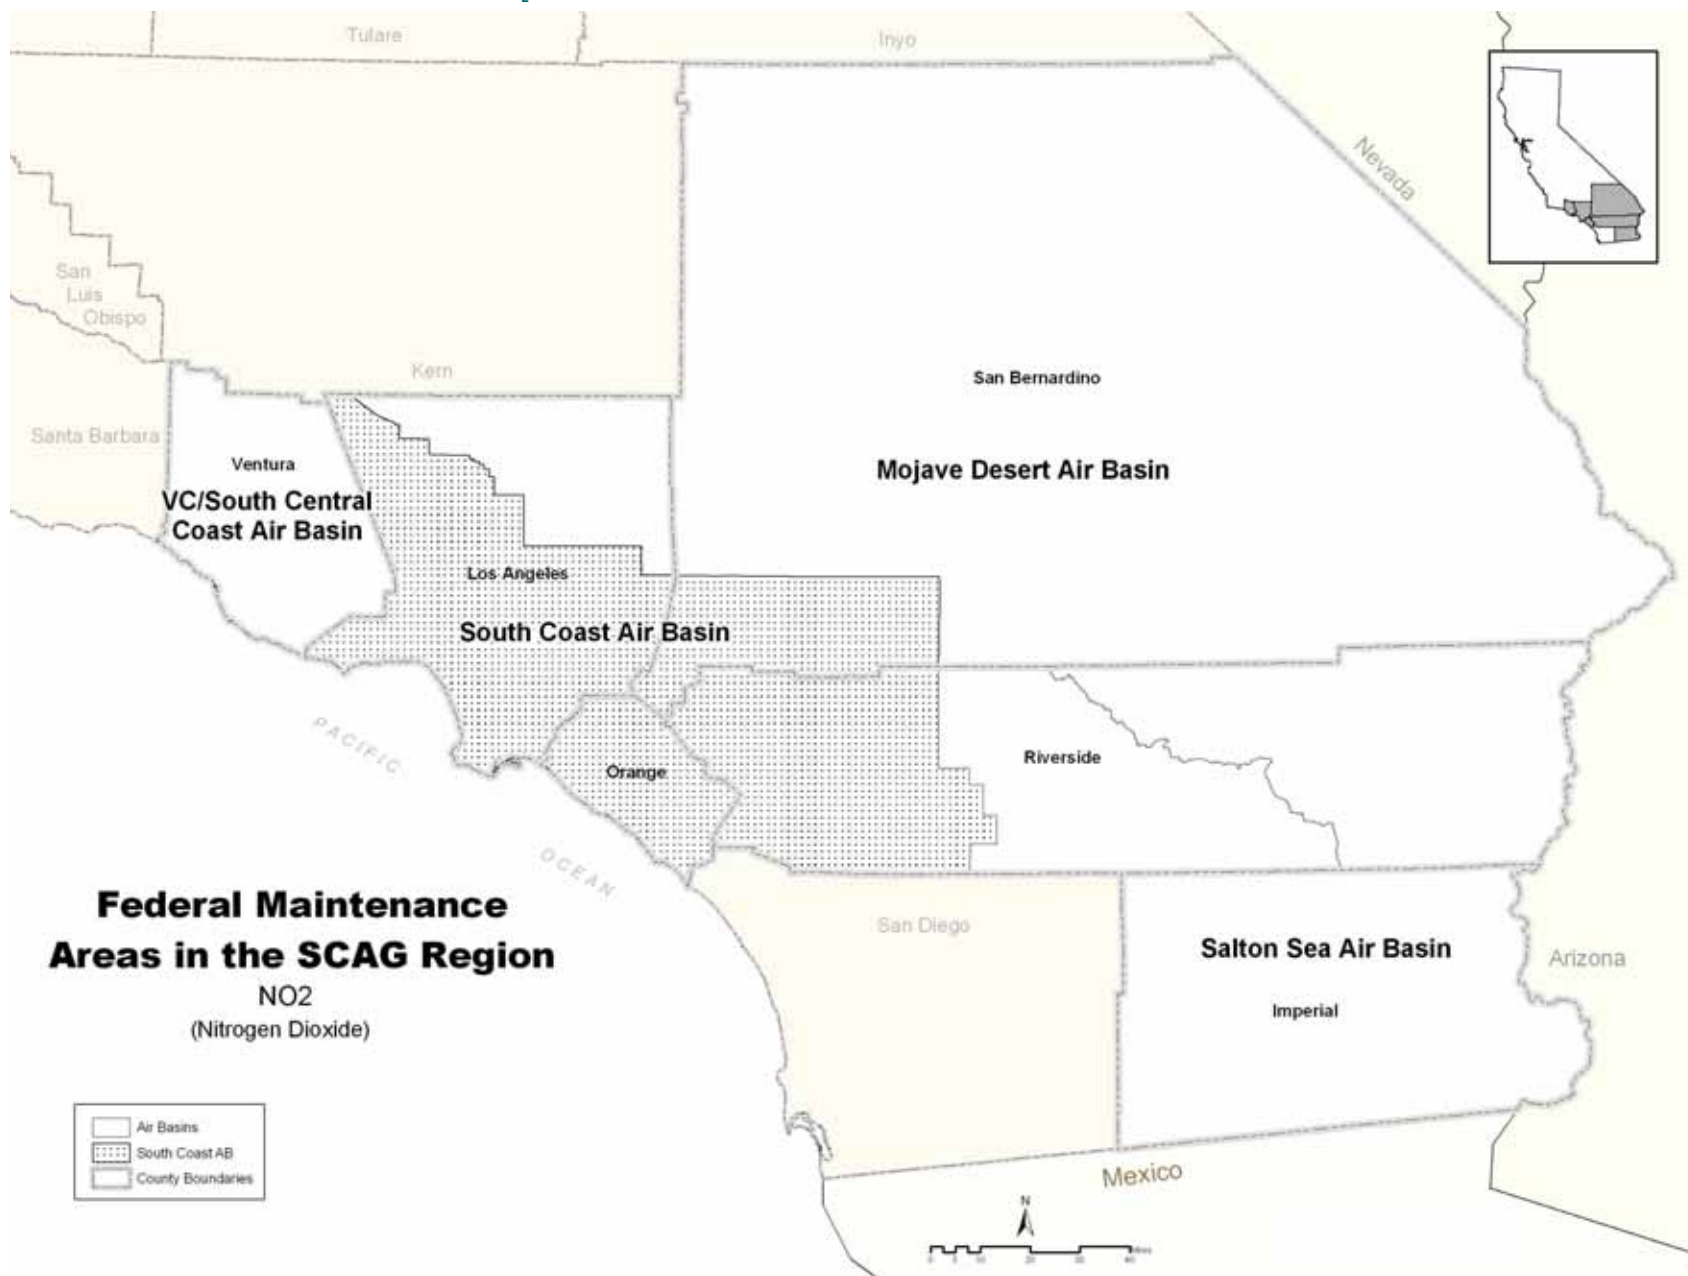 Tulare
Inyo
Nevada
San
Luis
Obispo
Kern
San Bernardino
Santa Barbara
Ventura
Mojave Desert Air Basin
VC/South Central
Coast Air Basin
Los Angeles
South Coast Air Basin
PACIFIC
Riverside
Orange
OCEAN
Federal Maintenance
Areas in the SCAG Region
NO2
(Nitrogen Dioxide)
San Diego
Salton Sea Air Basin
Arizona
Imperial
Air Basins
South Coast AB
County Boundaries
Mexico
N